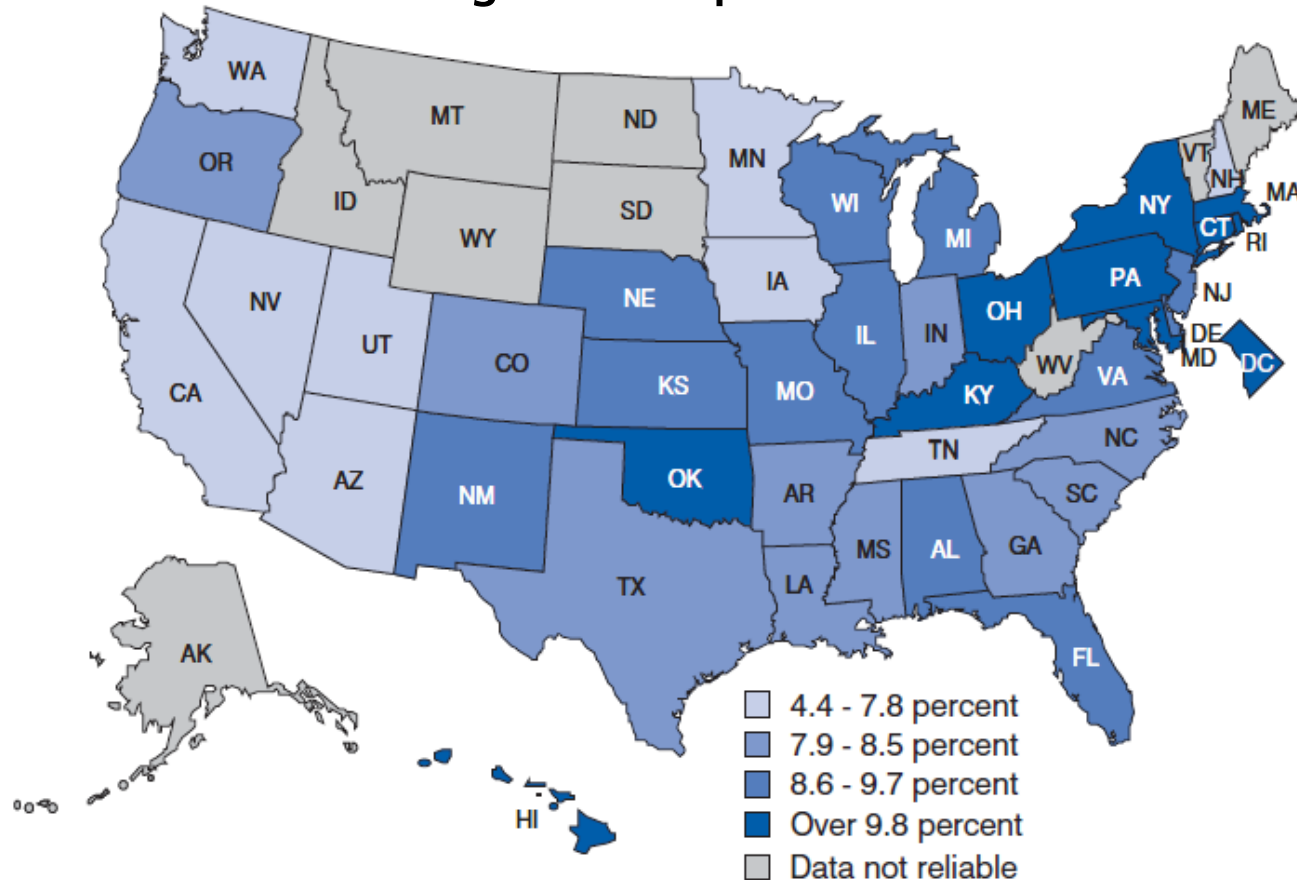 WA
MT
ND
MN
ME
VT
NH
MA
OR
ID
SD
WI
NY
CT
RI
WY
MI
PA
NJ
NV
NE
IA
OH
DE
UT
CO
IL
IN
WV
MD
DC
CA
KS
MO
KY
VA
AZ
NM
OK
AR
TN
NC
SC
MS
AL
GA
TX
LA
AK
FL
HI
4.4 - 7.8 percent
7.9 - 8.5 percent
8.6 - 9.7 percent
Over 9.8 percent
Data not reliable